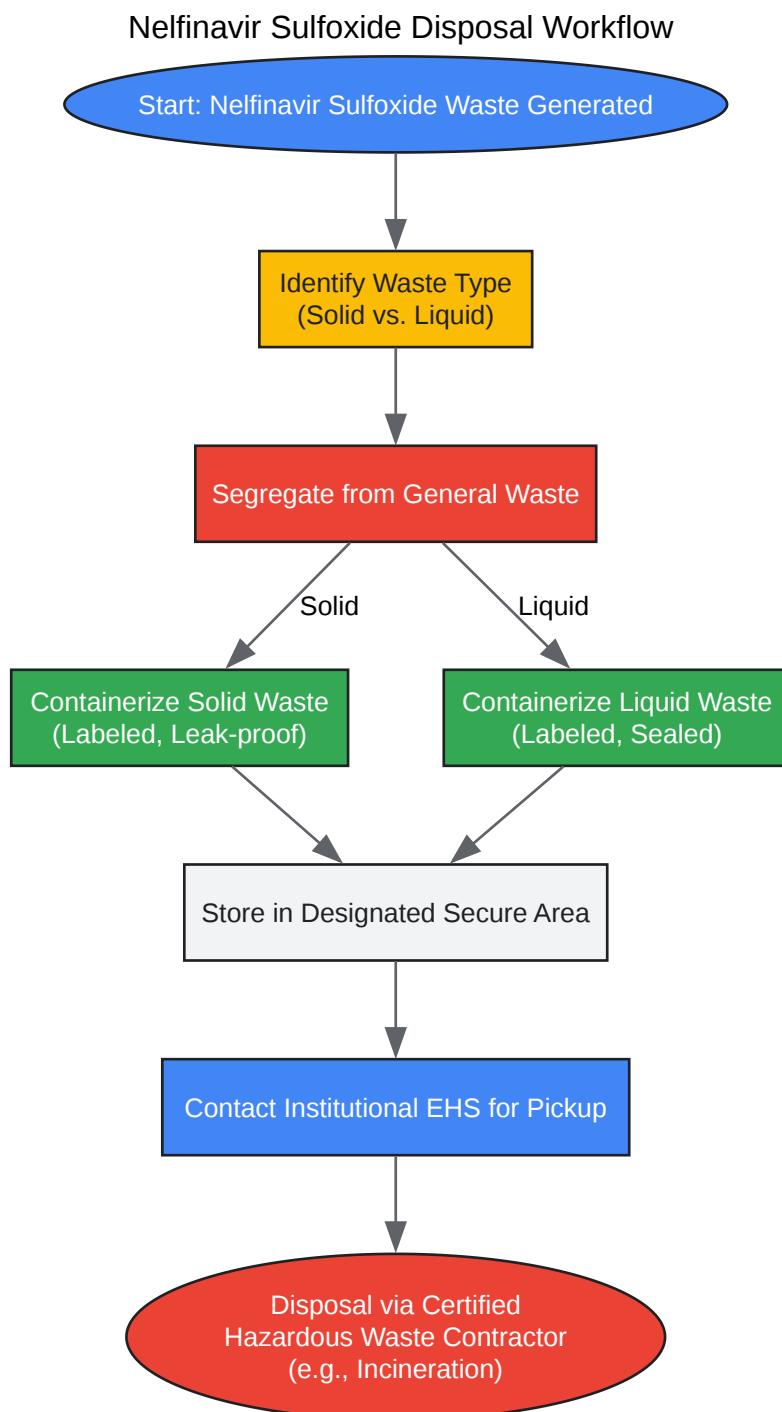 Nelfinavir Sulfoxide Disposal Workflow
Start: Nelfinavir Sulfoxide Waste Generated
Identify Waste Type
(Solid vs. Liquid)
Segregate from General Waste
Solid
Liquid
Containerize Solid Waste
(Labeled, Leak-proof)
Containerize Liquid Waste
(Labeled, Sealed)
Store in Designated Secure Area
Contact Institutional EHS for Pickup
Disposal via Certified
Hazardous Waste Contractor
(e.g., Incineration)